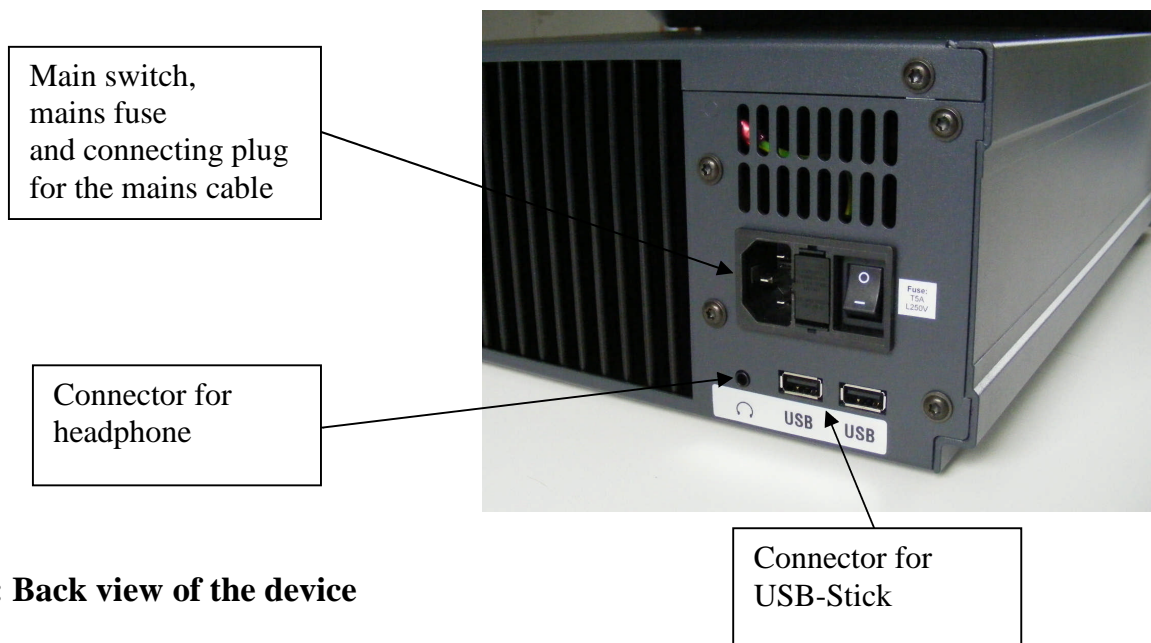 Main switch,
mains fuse
and connecting plug
for the mains cable
Fuse:
T5A
L250V
Connector for
headphone
USB
USB
Connector for
USB-Stick
: Back view of the device